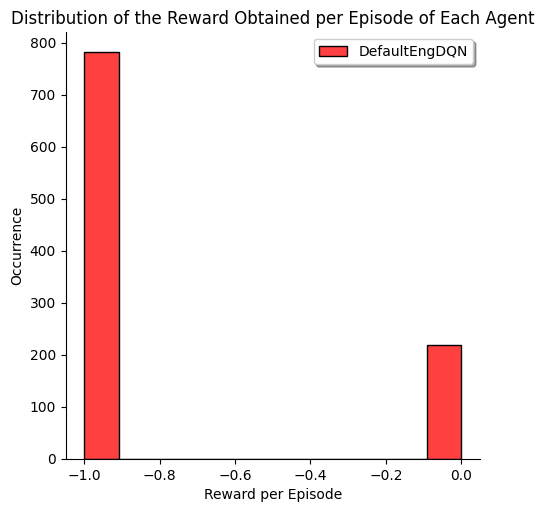 Distribution of the Reward Obtained per Episode of Each Agent
DefaultEngDQN
800
700
600
500
400
300
200
100
0
Occurrence
−1.0 −0.8 −0.6 −0.4 −0.2 0.0
Reward per Episode